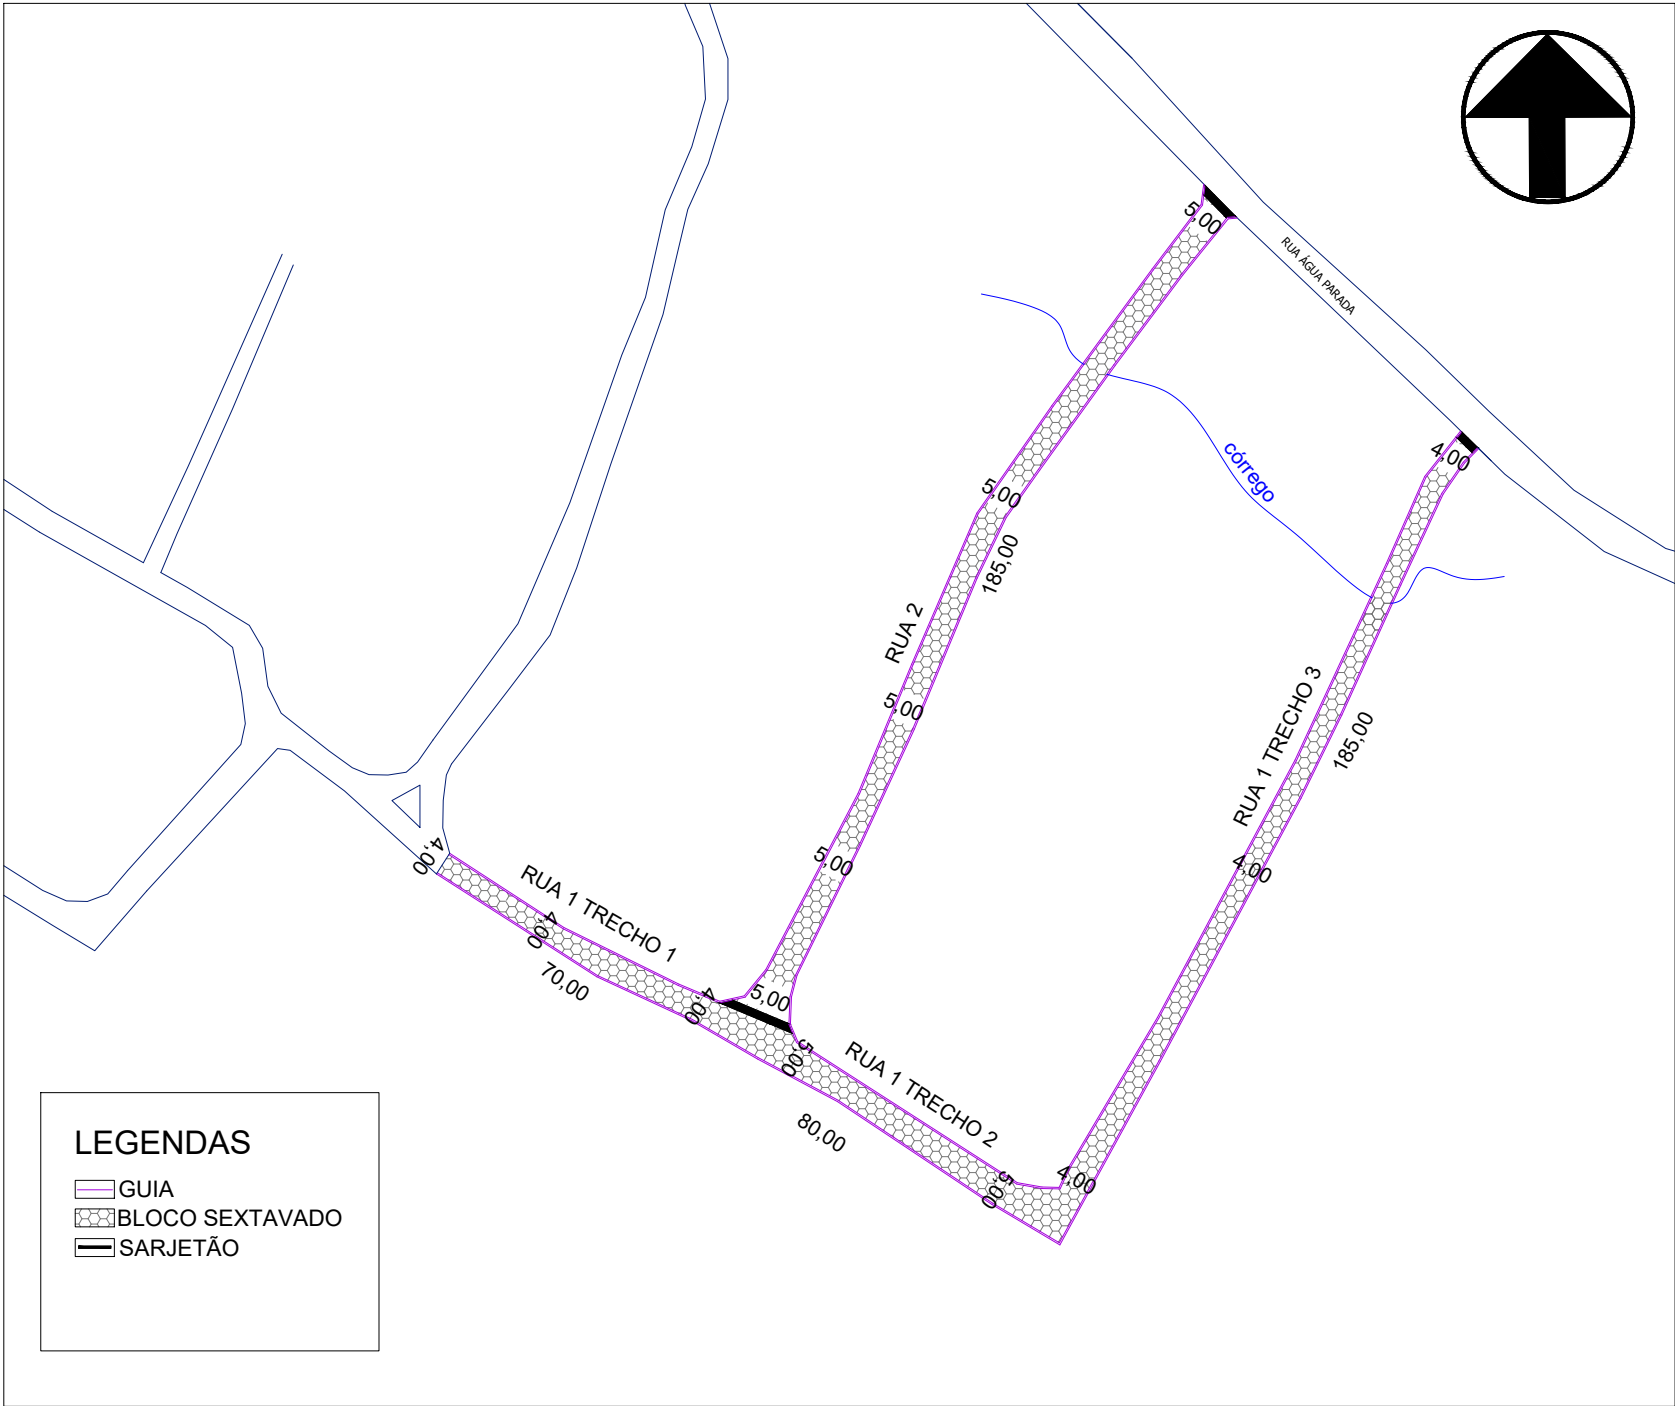 5,00
RUA ÁGUA PARADA
4,00
córrego
5,00
185,00
RUA 2
5,00
RUA 1 TRECHO 3
185,00
5,00
4,00
4,00
RUA 1 TRECHO 1
4,00
70,00
4,00
5,00
5,00
RUA 1 TRECHO 2
80,00
5,00
4,00
LEGENDAS
GUIA
BLOCO SEXTAVADO
SARJETÃO